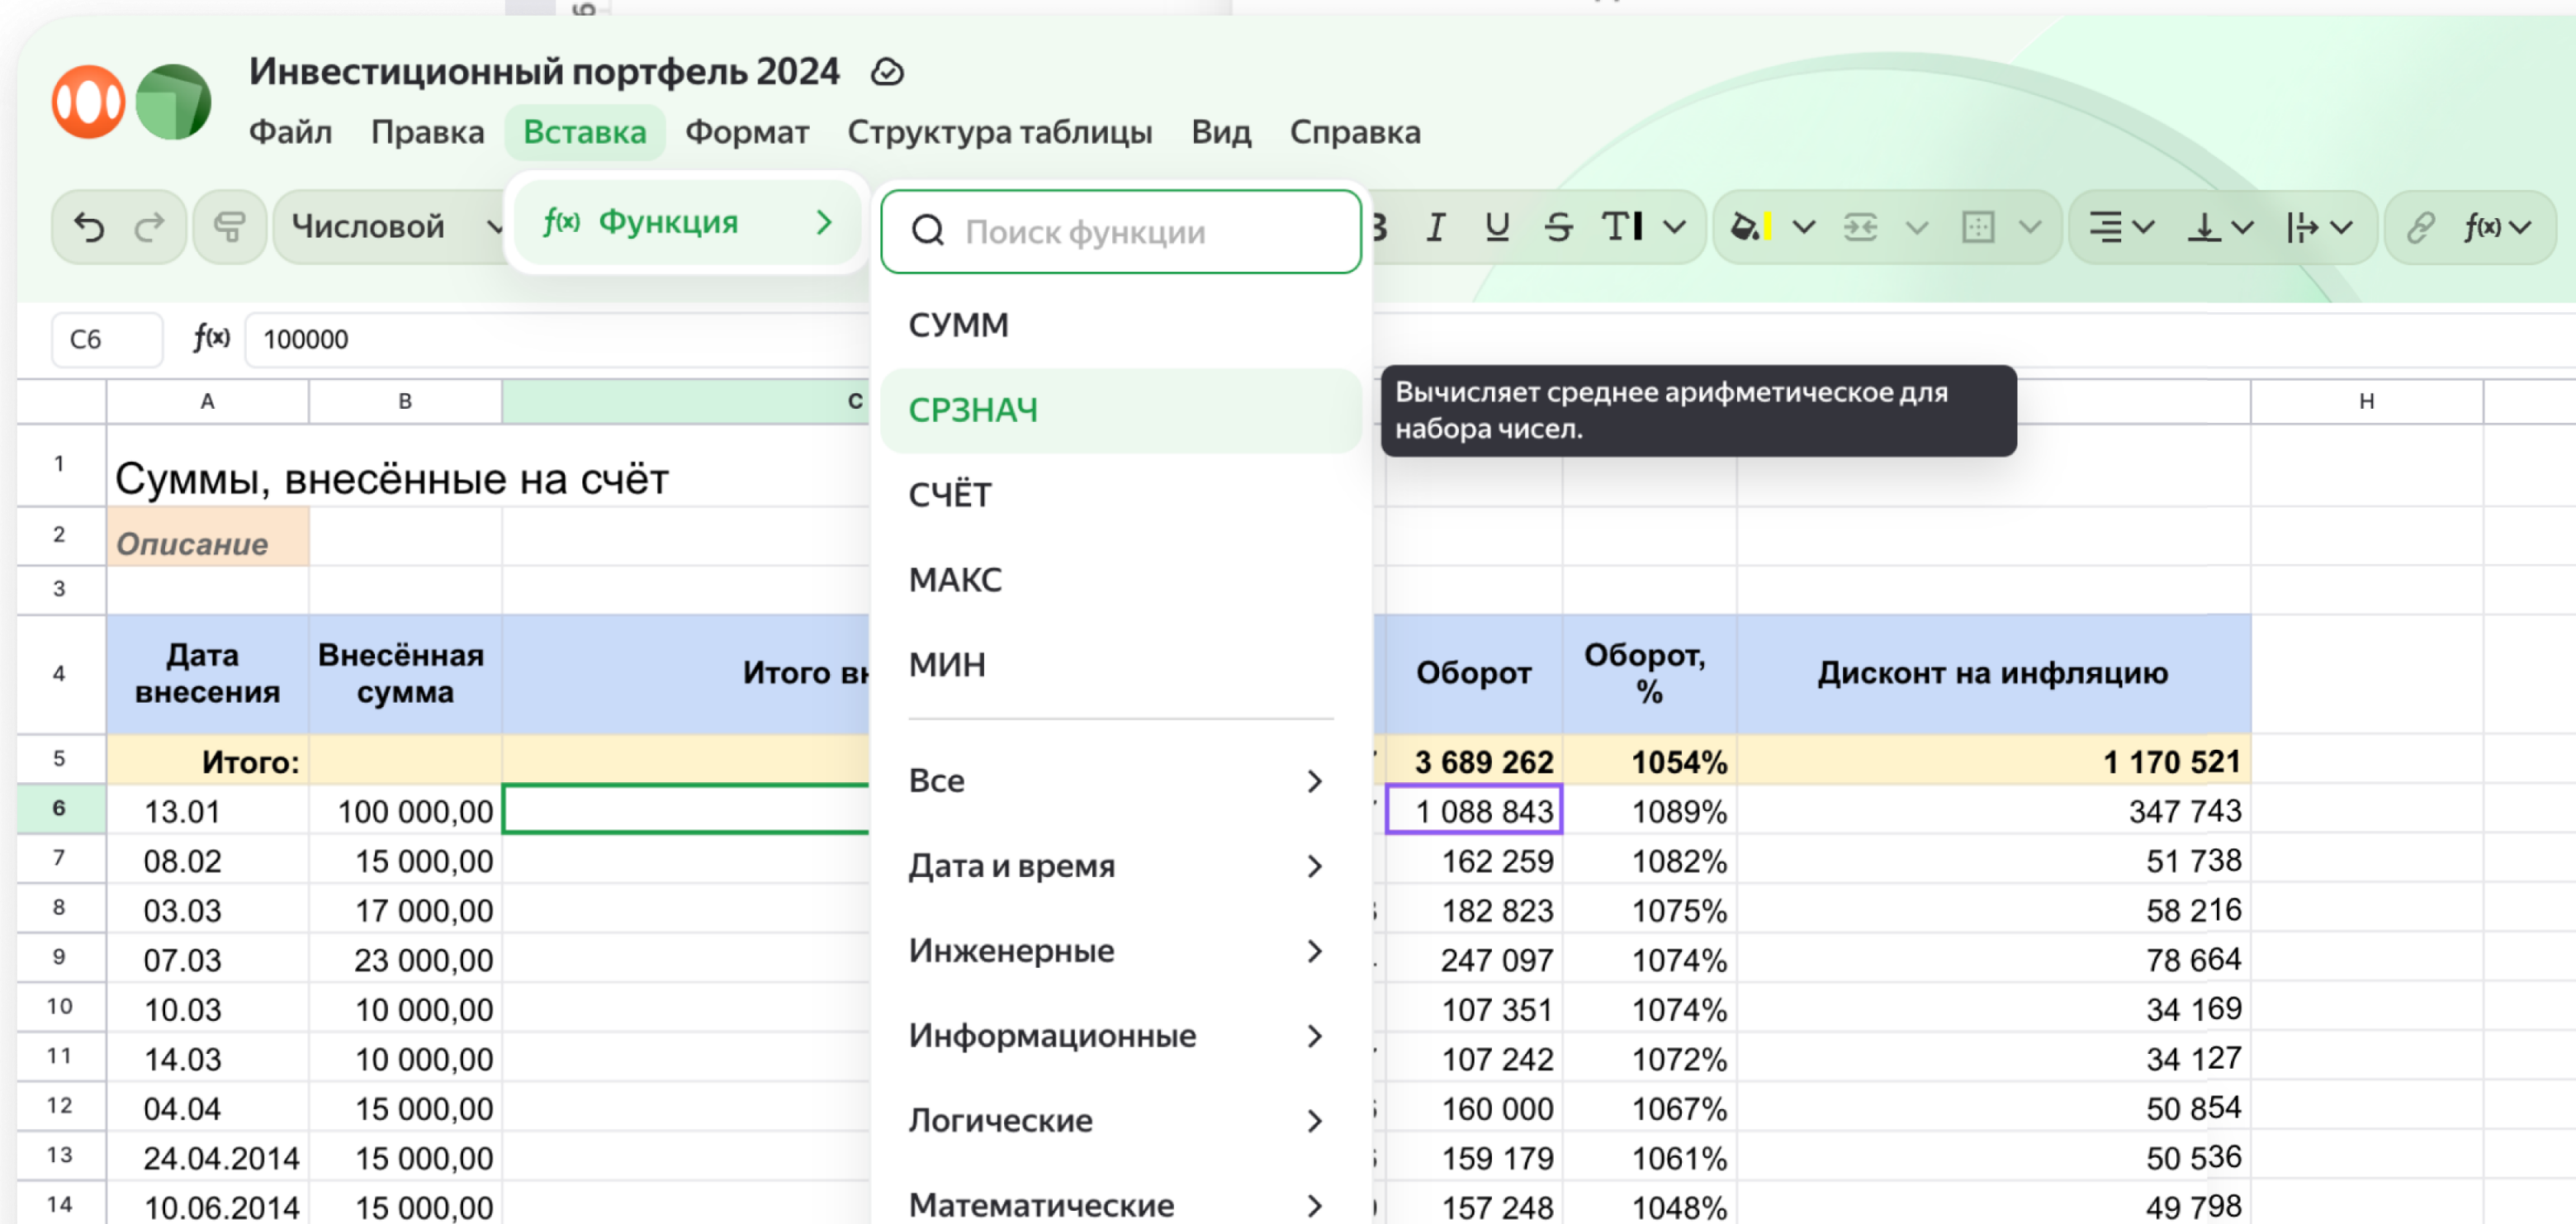 Инвестиционный портфель 2024
Файл Правка Вставка Формат Структура таблицы Вид Справка
Числовой
f(x) Функция
Поиск функции
B I U S T
f(x)
C6 f(x) 100000
СУММ
СРЗНАЧ
Вычисляет среднее арифметическое для
набора чисел.
СЧЁТ
МАКС
МИН
Все
Дата и время
Инженерные
Информационные
Логические
Математические
A B C H
1 Суммы, внесённые на счёт
2 Описание
3
4 Дата внесения Внесённая сумма Итого Оборот Оборот, % Дисконт на инфляцию
5 Итого: 3 689 262 1054% 1 170 521
6 13.01 100 000,00 1 088 843 1089% 347 743
7 08.02 15 000,00 162 259 1082% 51 738
8 03.03 17 000,00 182 823 1075% 58 216
9 07.03 23 000,00 247 097 1074% 78 664
10 10.03 10 000,00 107 351 1074% 34 169
11 14.03 10 000,00 107 242 1072% 34 127
12 04.04 15 000,00 160 000 1067% 50 854
13 24.04.2014 15 000,00 159 179 1061% 50 536
14 10.06.2014 15 000,00 157 248 1048% 49 798